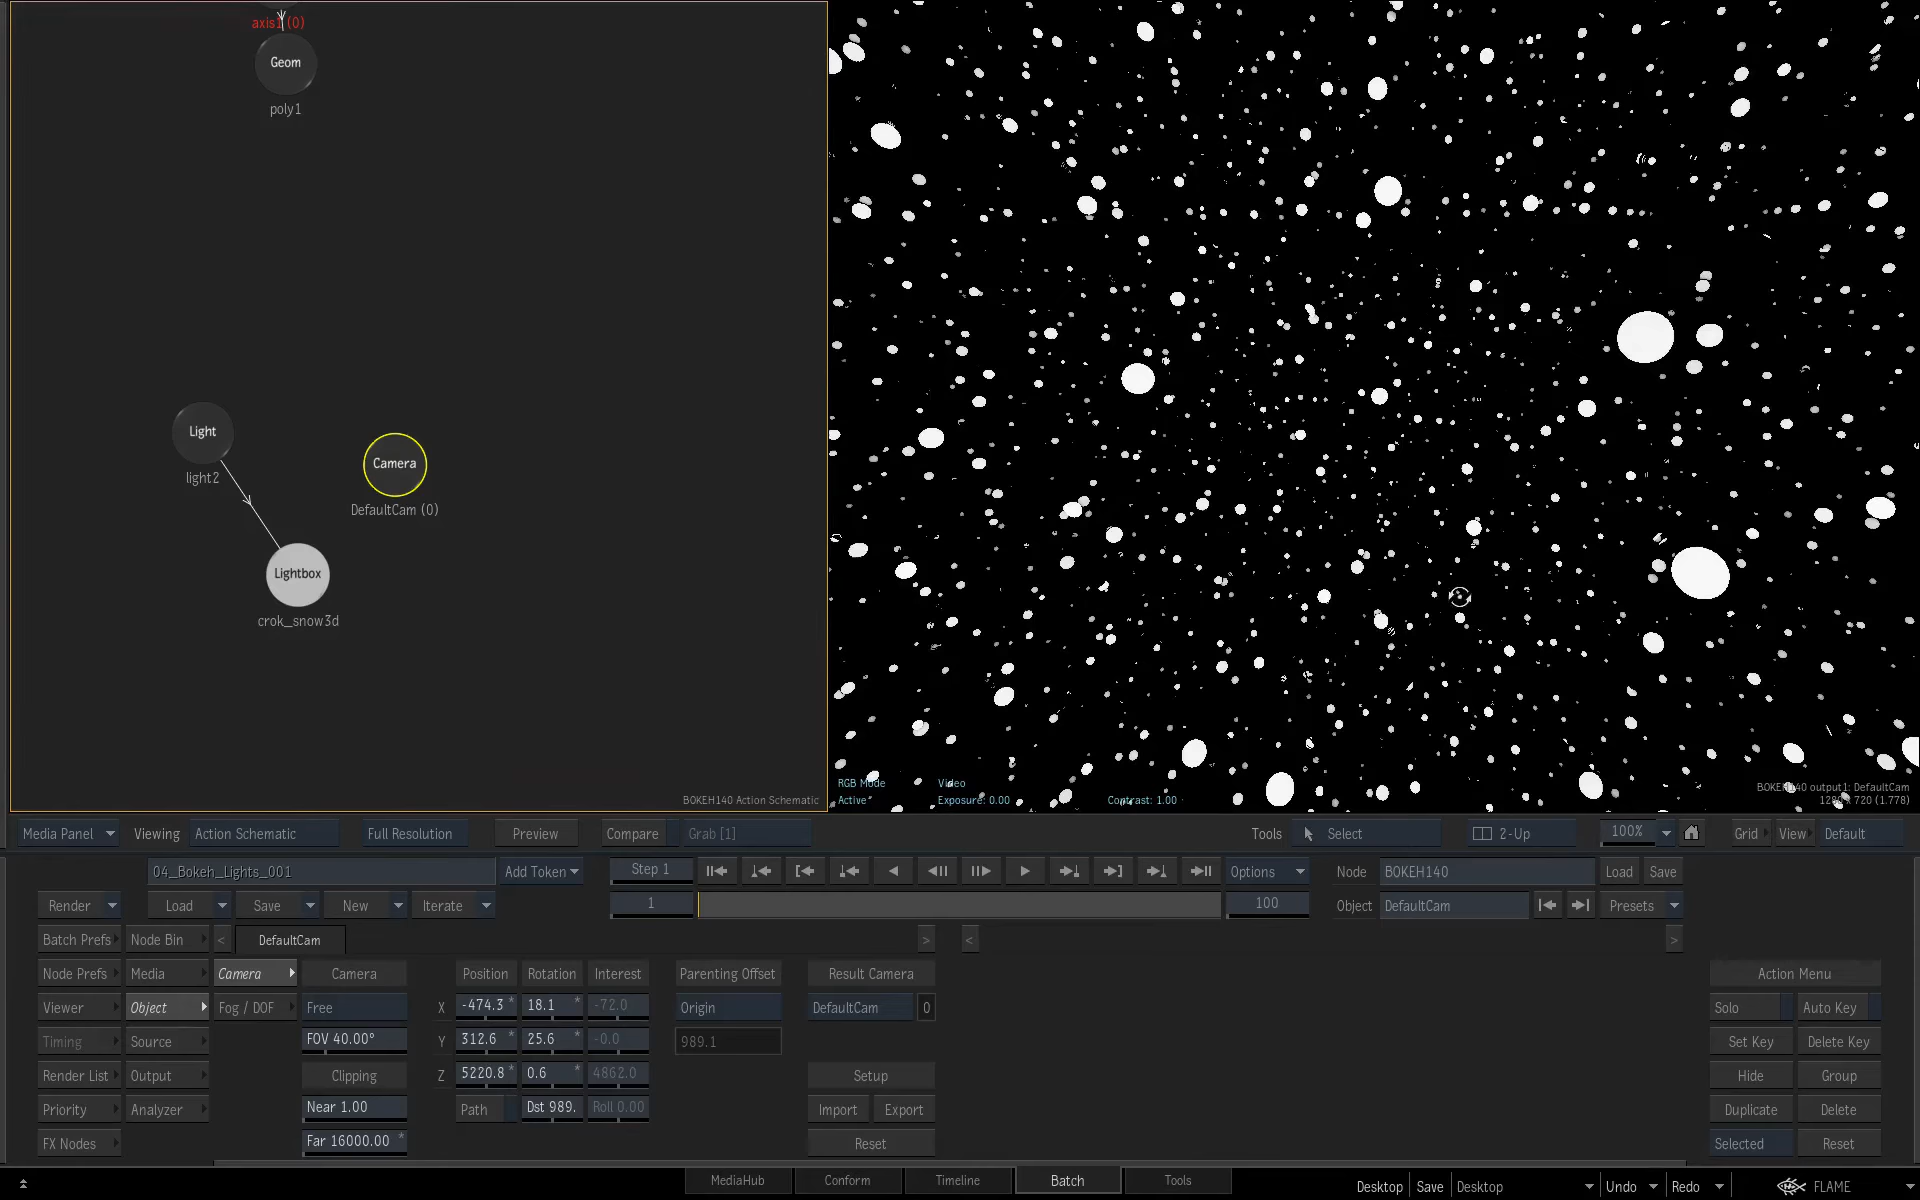 axis1 (0)
Geom
poly1
Light
light2
Camera
DefaultCam (0)
Lightbox
crok_snow3d
BOKEH140 Action Schematic
RGB Mode
Video
Active*
Exposure: 0.00
Contrast: 1.00
BOKEH140 output1: DefaultCam
1280 x 720 (1.778)
Media Panel
Viewing
Action Schematic
Full Resolution
Preview
Compare
Grab [1]
Tools
Select
2-Up
100%
Grid
View
Default
04_Bokeh_Lights_001
Add Token
Step 1
Options
Node
BOKEH140
Load
Save
Render
Load
Save
New
Iterate
1
100
Object
DefaultCam
Presets
Batch Prefs
Node Bin
<
DefaultCam
>
<
>
Node Prefs
Media
Camera
Camera
Position
Rotation
Interest
Parenting Offset
Result Camera
Action Menu
Viewer
Object
Fog / DOF
Free
X
-474.3 *
18.1 *
-72.0
Origin
DefaultCam
0
Solo
Auto Key
Timing
Source
FOV 40.00°
Y
312.6 *
25.6 *
-0.0
989.1
Set Key
Delete Key
Render List
Output
Clipping
Z
5220.8 *
0.6 *
4862.0
Setup
Hide
Group
Priority
Analyzer
Near 1.00
Path
Dst 989.
Roll 0.00
Import
Export
Duplicate
Delete
FX Nodes
Far 16000.00 *
Reset
Selected
Reset
MediaHub
Conform
Timeline
Batch
Tools
Desktop
Save
Desktop
Undo
Redo
FLAME